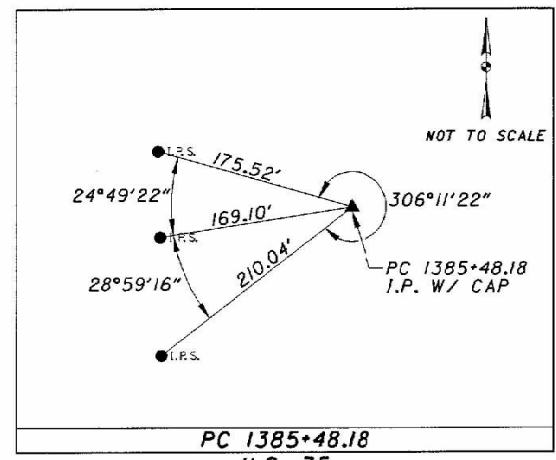 NOT TO SCALE
I.P.S.
175.52'
24°49'22"
306°11'22"
169.10'
I.P.S.
210.04'
PC 1385+48.18
I.P. W/ CAP
28°59'16"
I.P.S.
PC 1385+48.18